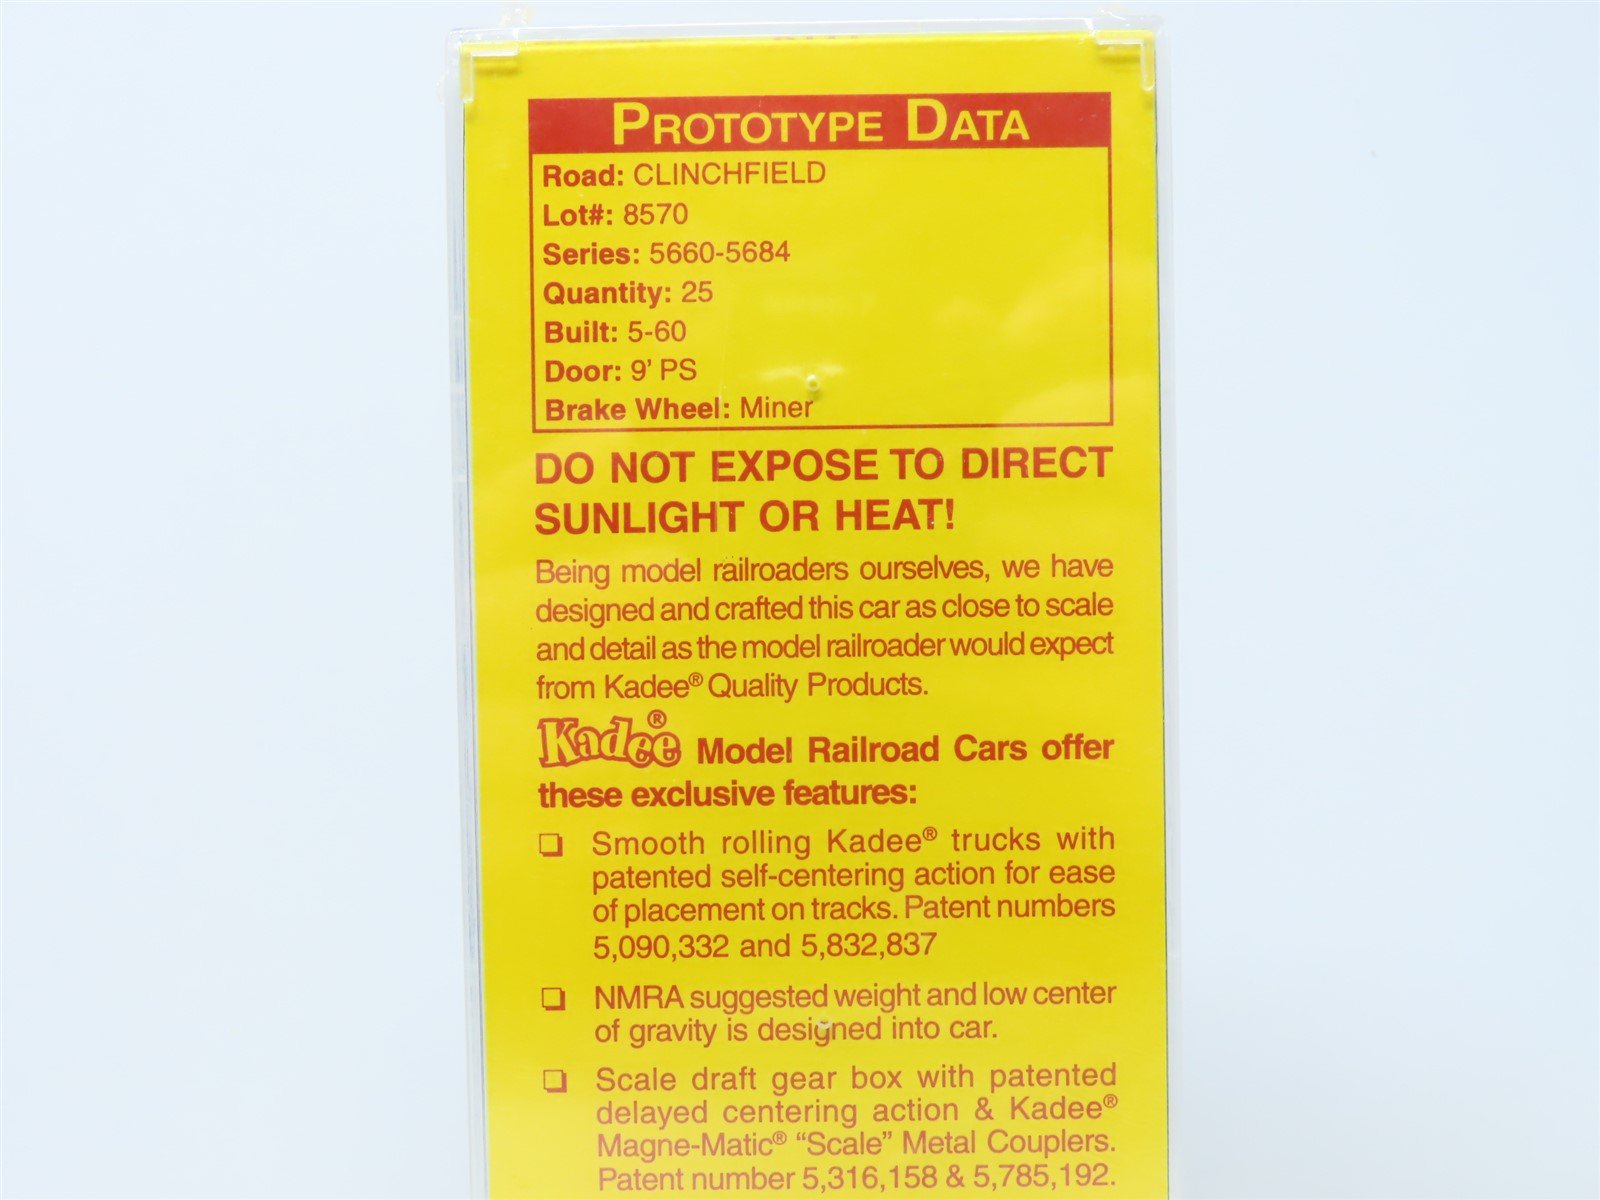 PROTOTYPE DATA
Road: CLINCHFIELD
Lot#: 8570
Series: 5660-5684
Quantity: 25
Built: 5-60
Door: 9' PS
Brake Wheel: Miner
DO NOT EXPOSE TO DIRECT
SUNLIGHT OR HEAT!
Being model railroaders ourselves, we have
designed and crafted this car as close to scale
and detail as the model railroader would expect
from Kadee® Quality Products.
Kadee® Model Railroad Cars offer
these exclusive features:
❏ Smooth rolling Kadee® trucks with
patented self-centering action for ease
of placement on tracks. Patent numbers
5,090,332 and 5,832,837
❏ NMRA suggested weight and low center
of gravity is designed into car.
❏ Scale draft gear box with patented
delayed centering action & Kadee®
Magne-Matic® “Scale” Metal Couplers.
Patent number 5,316,158 & 5,785,192.